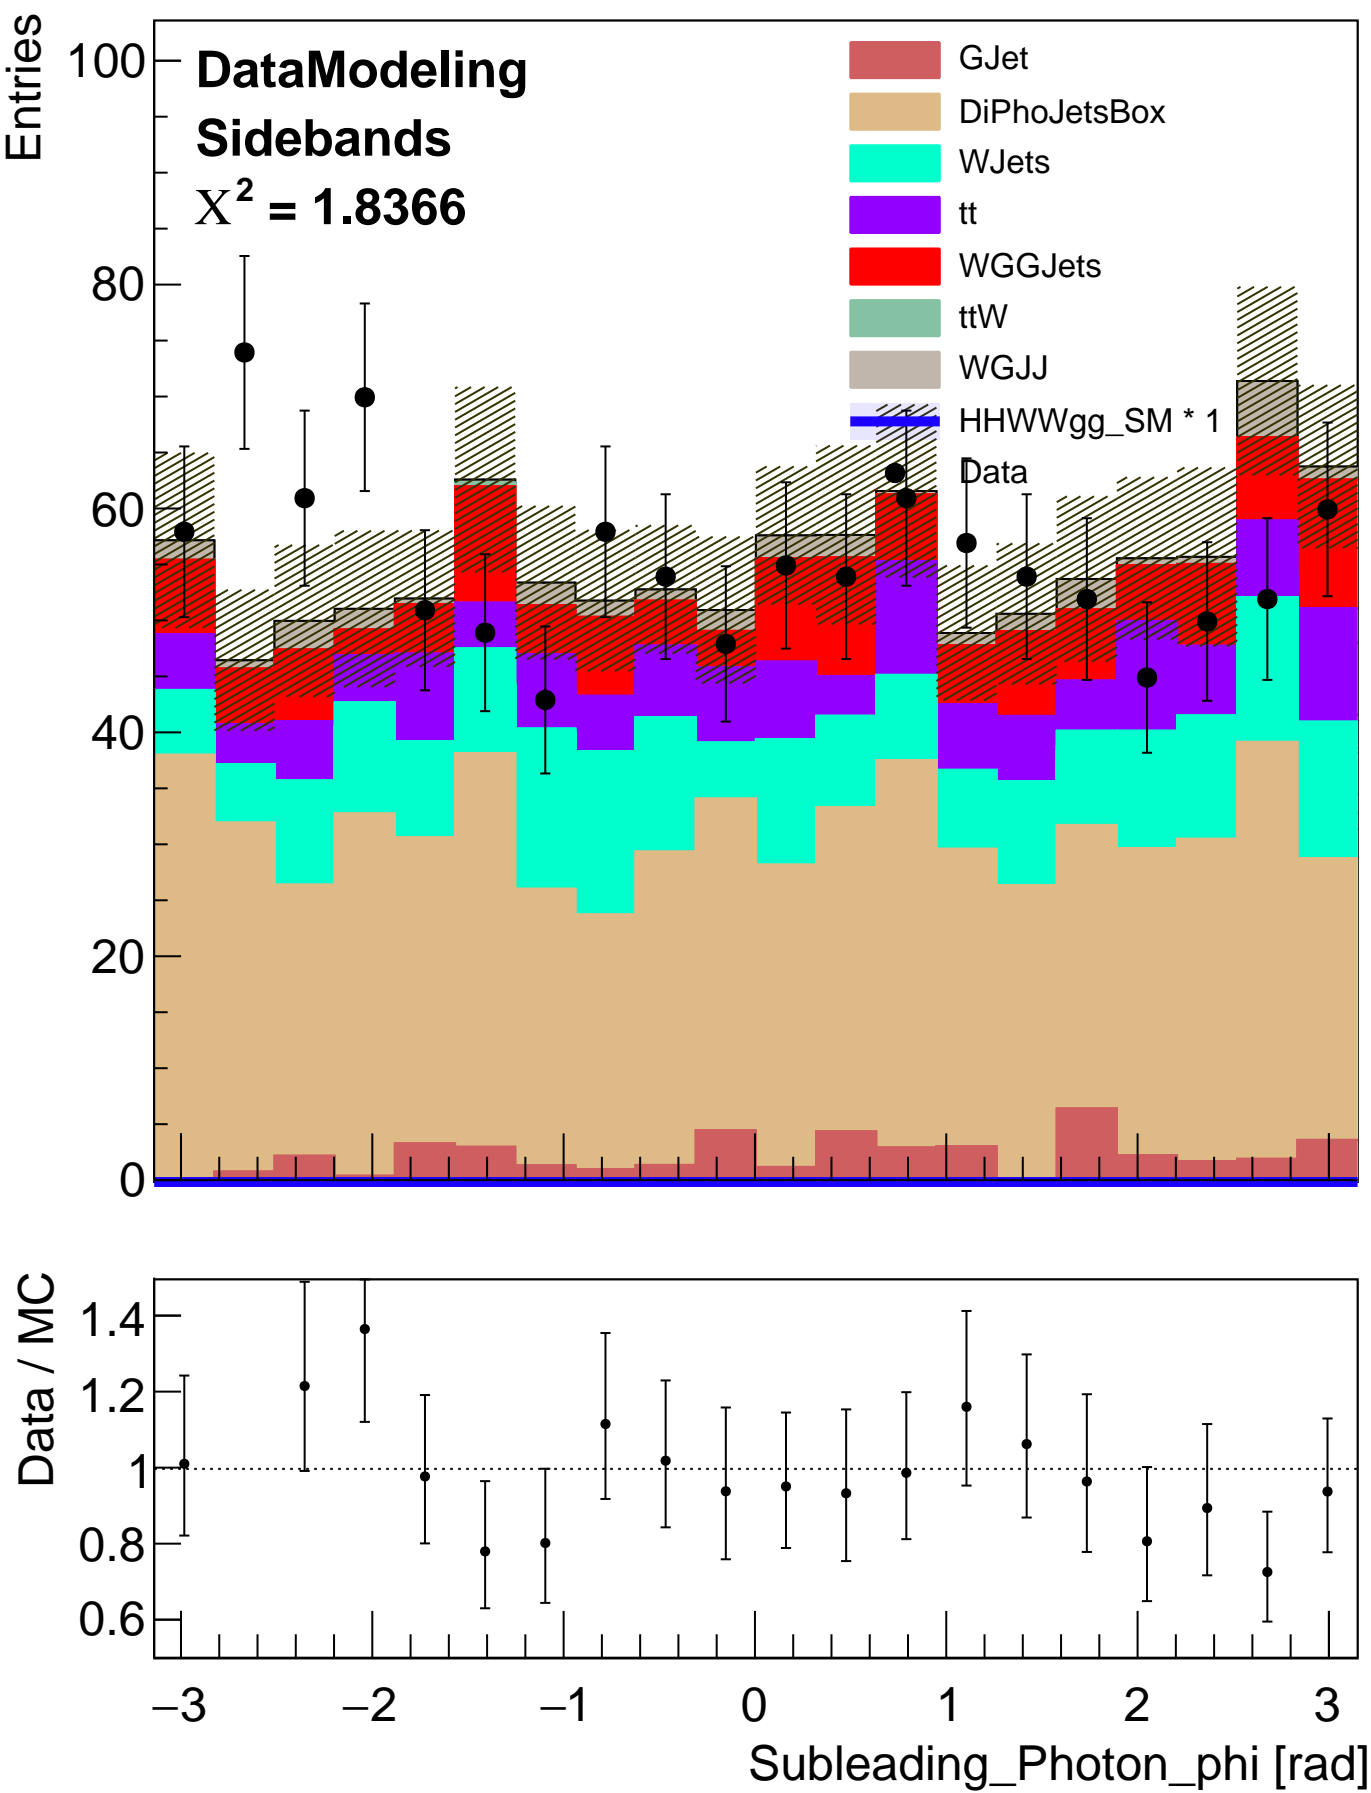 Entries
100
80
60
40
20
0
DataModeling
Sidebands
Χ² = 1.8366
GJet
DiPhoJetsBox
WJets
tt
WGGJets
ttW
WGJJ
HHWWgg_SM * 1
Data
Data / MC
1.4
1.2
1
0.8
0.6
−3 −2 −1 0 1 2 3
Subleading_Photon_phi [rad]